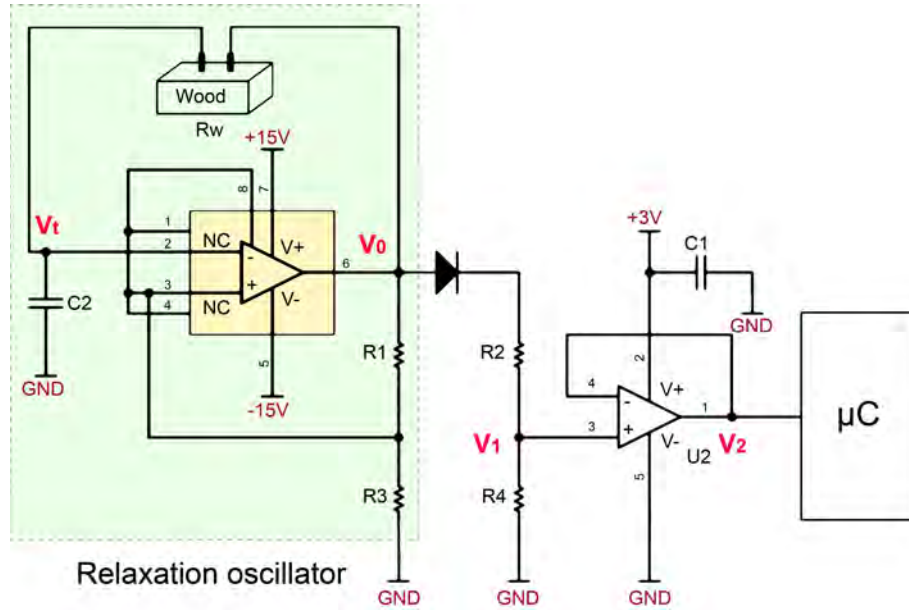 Wood
Rw
+15V
8
7
1
Vt
2
NC
V+
V0
6
3
NC
V-
4
C2
5
GND
-15V
R1
R3
GND
Relaxation oscillator
R2
V1
R4
GND
+3V
C1
GND
2
4
V+
1
3
V-
U2
V2
5
GND
µC